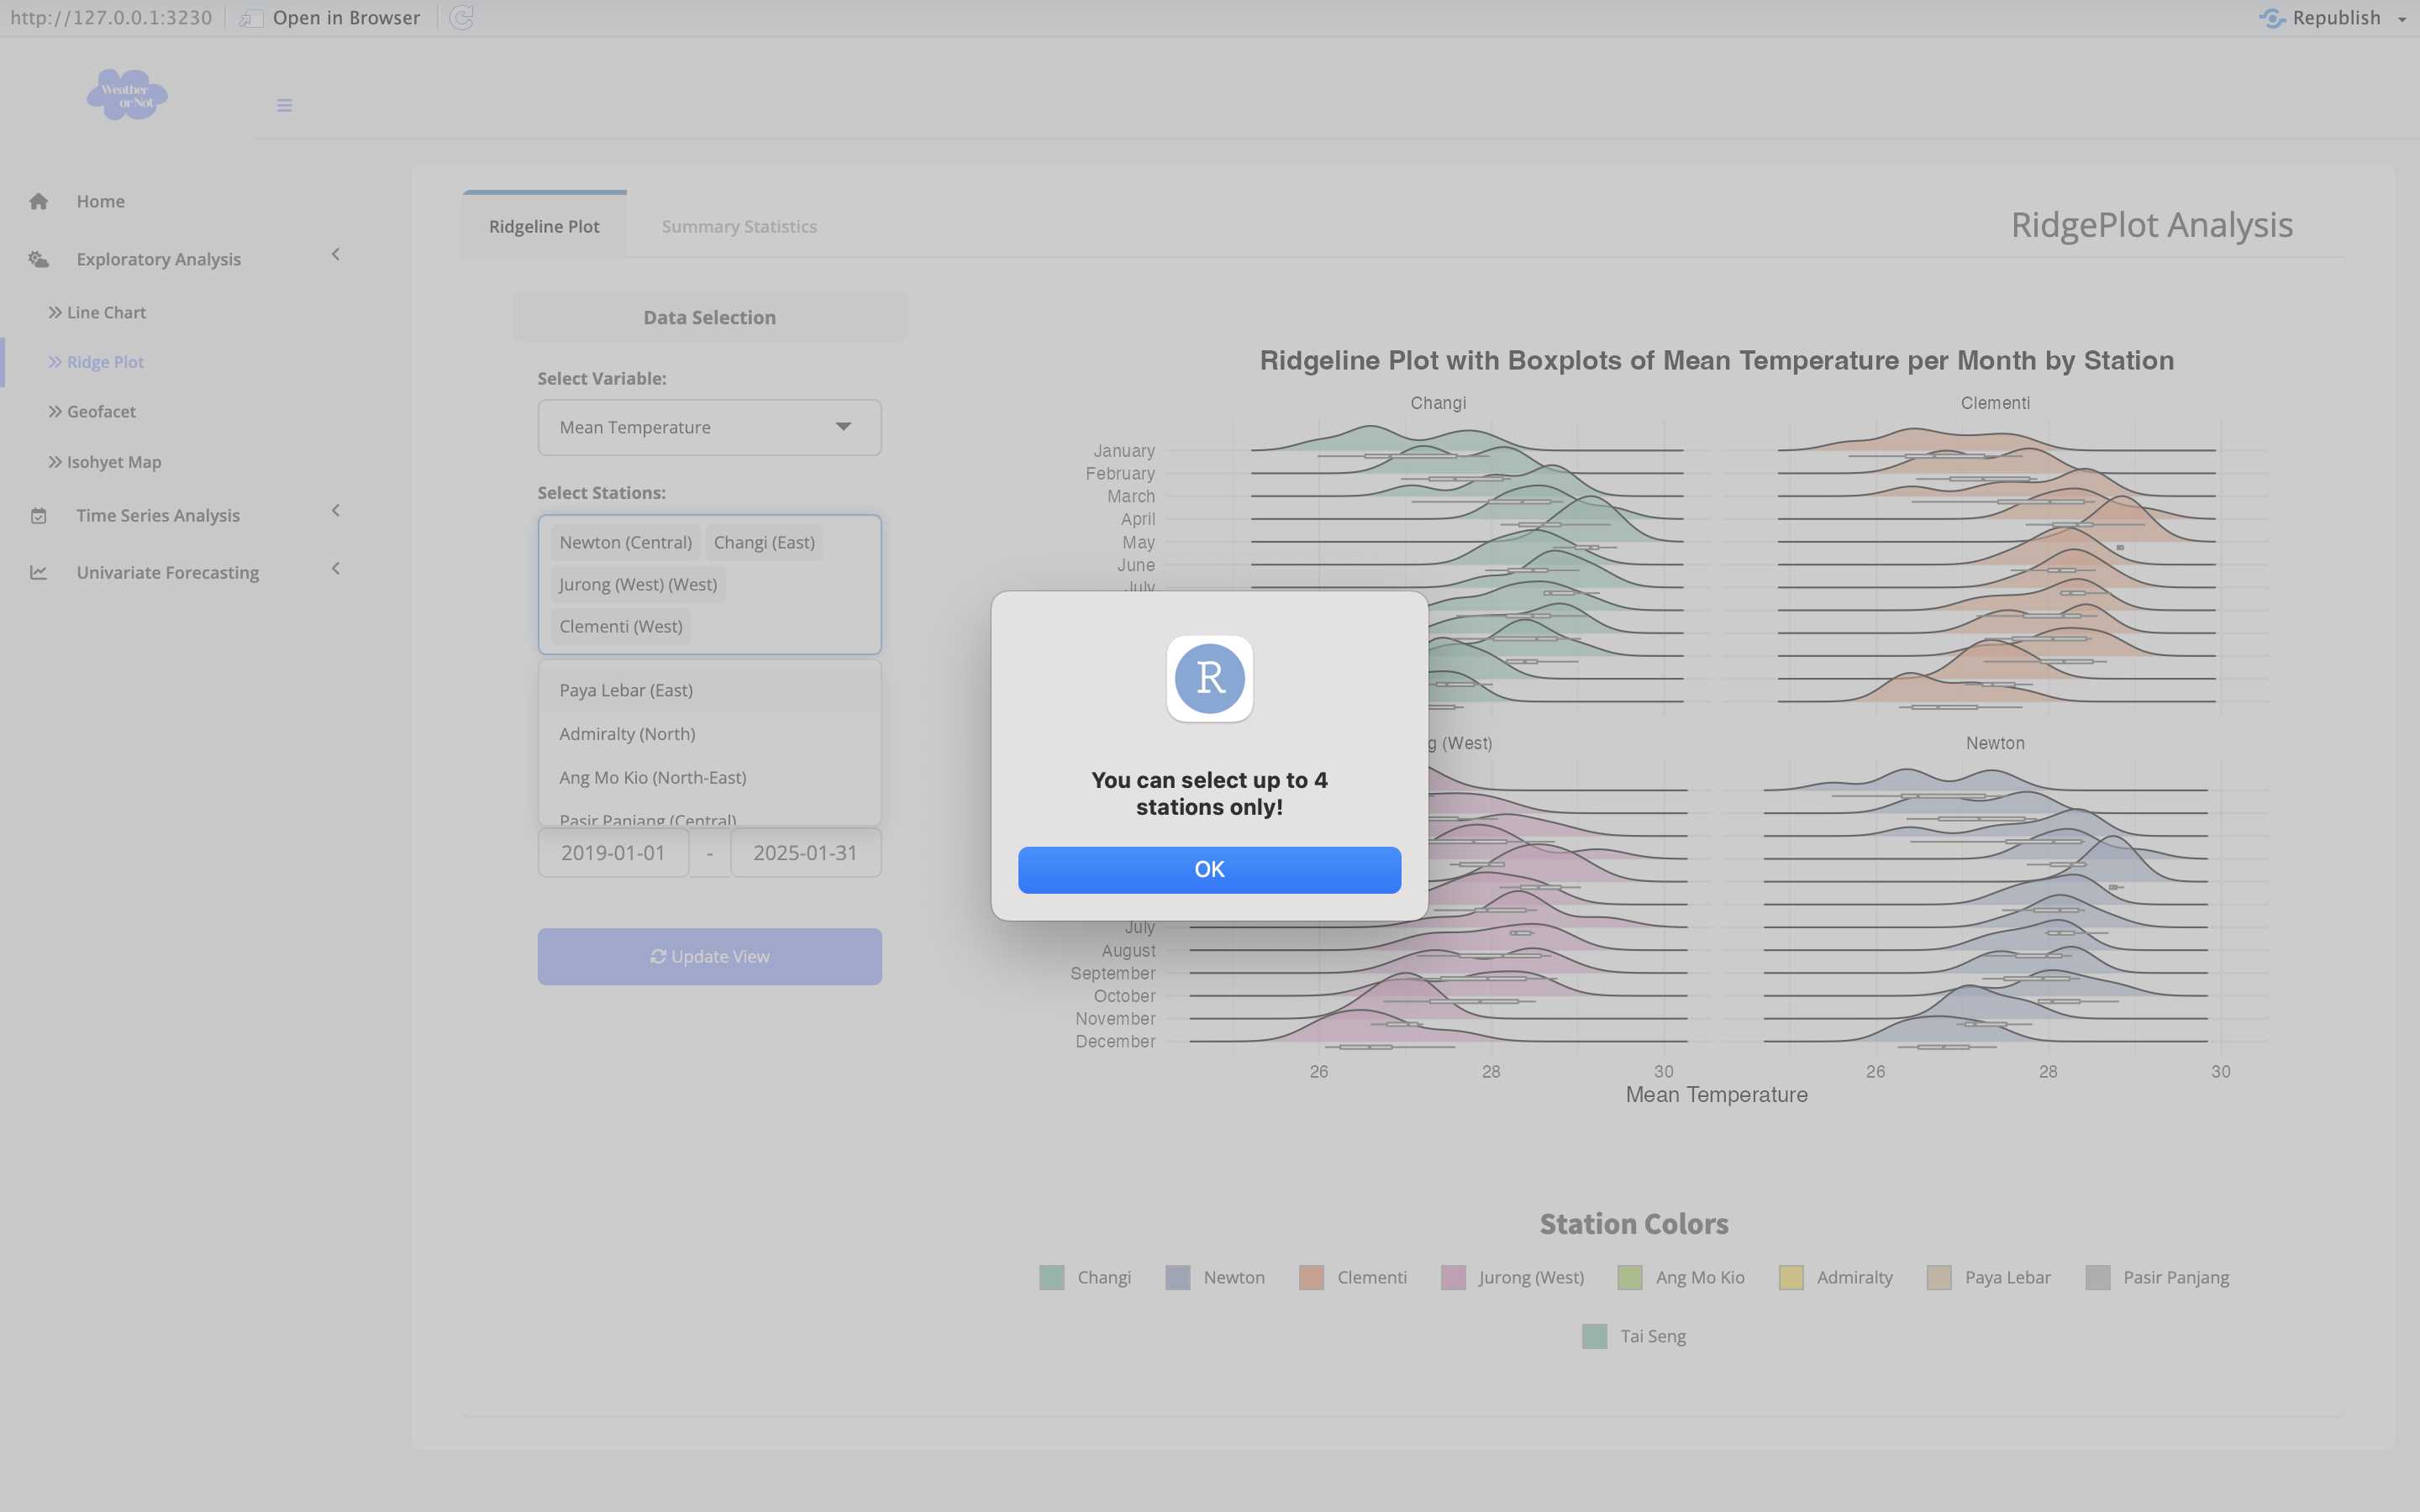 http://127.0.0.1:3230
Open in Browser
Republish
Weather
or Not
Home
Exploratory Analysis
Line Chart
Ridge Plot
Geofacet
Isohyet Map
Time Series Analysis
Univariate Forecasting
Ridgeline Plot
Summary Statistics
RidgePlot Analysis
Data Selection
Select Variable:
Mean Temperature
Select Stations:
Newton (Central)
Changi (East)
Jurong (West) (West)
Clementi (West)
Paya Lebar (East)
Admiralty (North)
Ang Mo Kio (North-East)
Pasir Panjang (Central)
2019-01-01 - 2025-01-31
Update View
Ridgeline Plot with Boxplots of Mean Temperature per Month by Station
Changi
Clementi
January
February
March
April
May
June
July
g (West)
Newton
July
August
September
October
November
December
26 28 30 26 28 30
Mean Temperature
You can select up to 4
stations only!
OK
Station Colors
Changi Newton Clementi Jurong (West) Ang Mo Kio Admiralty Paya Lebar Pasir Panjang
Tai Seng